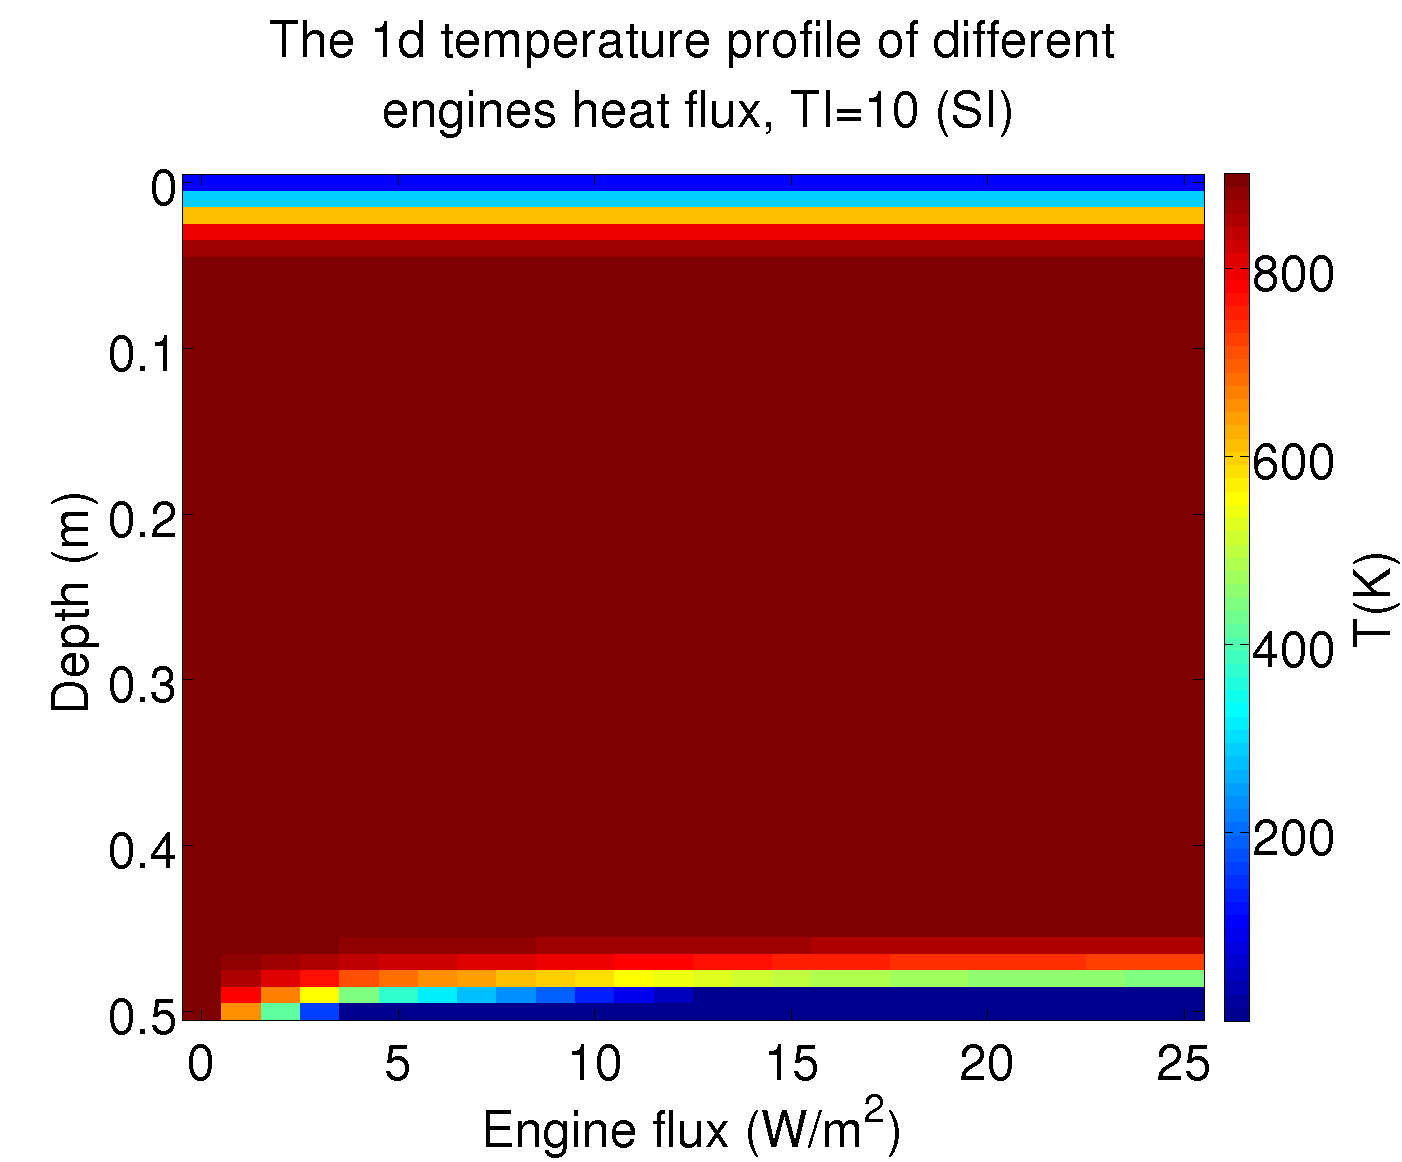 The 1d temperature profile of different
engines heat flux, TI=10 (SI)
0
0.1
0.2
0.3
0.4
0.5
Depth (m)
0 5 10 15 20 25
Engine flux (W/m²)
800
600
400
200
T(K)